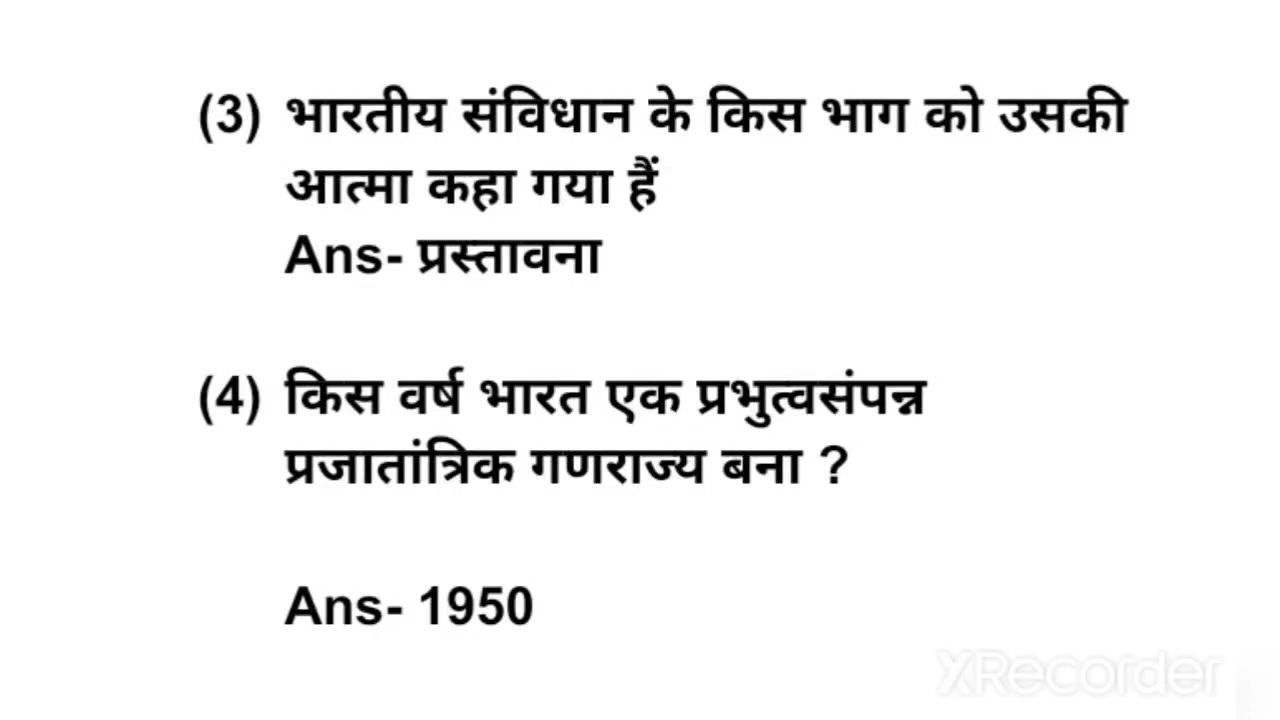 (3) भारतीय संविधान के किस भाग को उसकी
आत्मा कहा गया हैं
Ans- प्रस्तावना
(4) किस वर्ष भारत एक प्रभुत्वसंपन्न
प्रजातांत्रिक गणराज्य बना ?
Ans- 1950
XRecorder